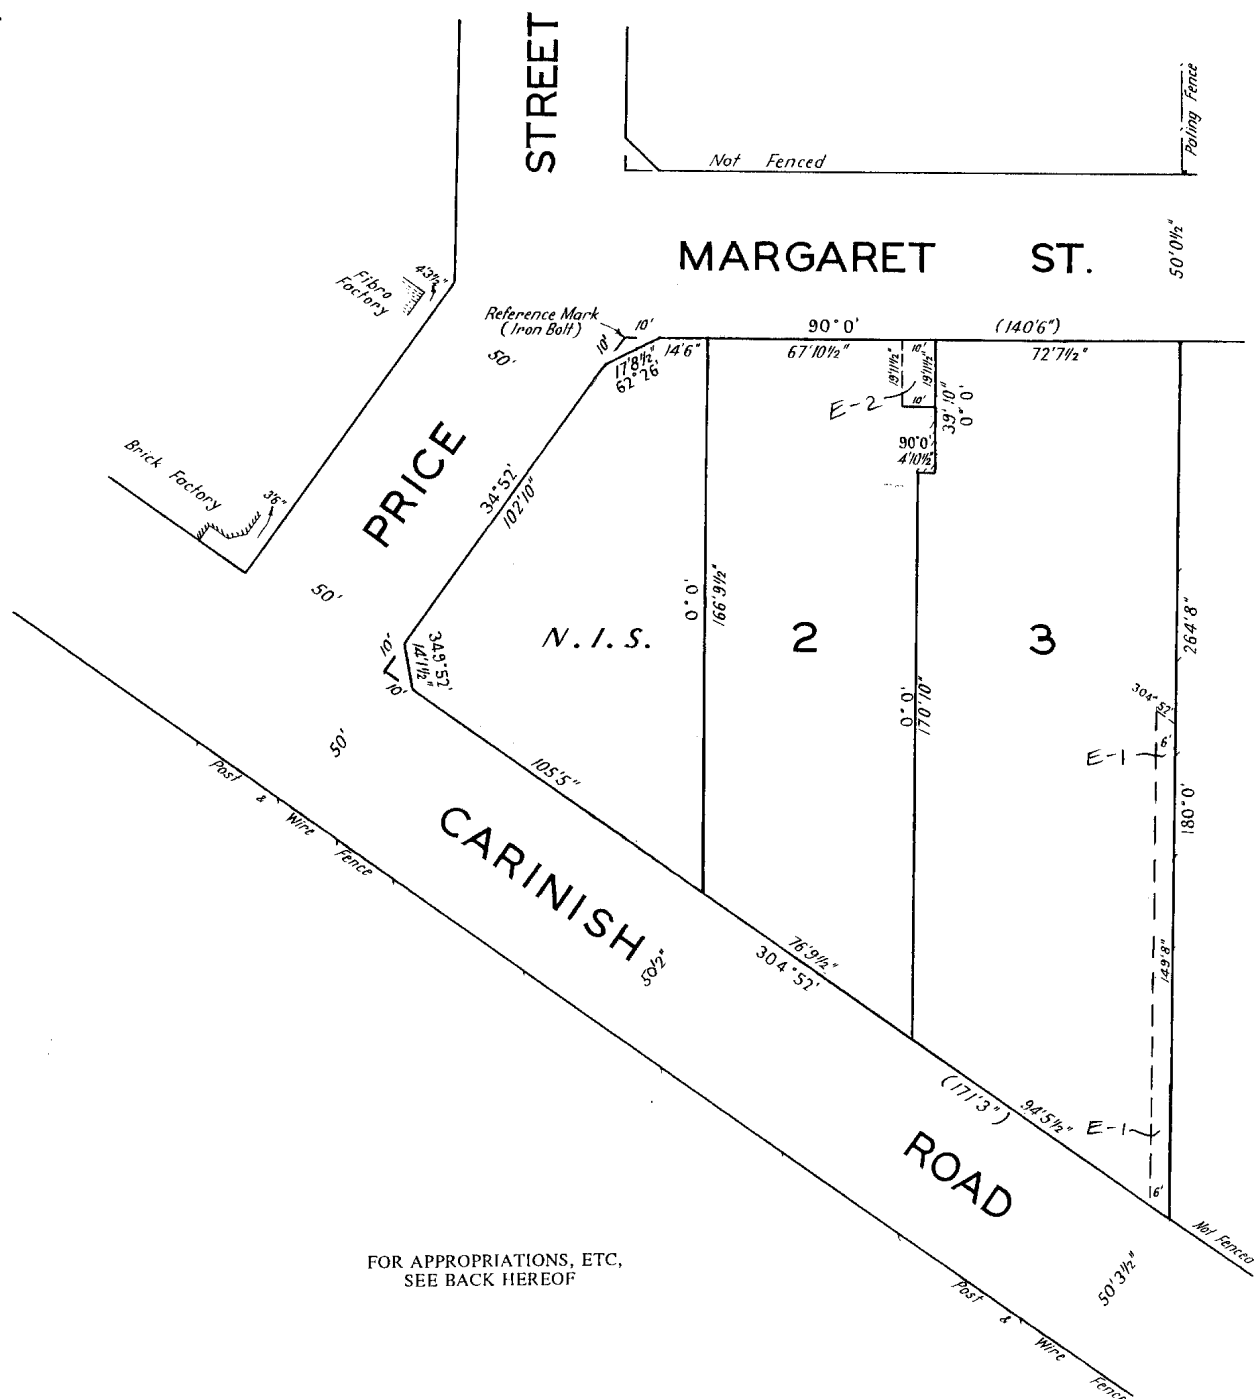 STREET
Paling Fence
Not Fenced
MARGARET ST.
50'0½"
4'3½"
Fibro
Factory
Reference Mark
(Iron Bolt)
10'
10'
90° 0'
(140'6")
50'
17'8½"
62° 26'
14'6"
67'10½"
10'
72'7½"
19'11½"
19'11½"
E-2
10'
39' 10"
0° 0'
90°0'
4'10½"
Brick Factory
3'6"
PRICE
34° 52'
102'10"
50'
10'
10'
349° 52'
14'1½"
N.I.S.
0° 0'
166'9½"
2
0° 0'
170'10"
3
264'8"
304° 52'
6'
E-1
180° 0'
50'
105'5"
Post & Wire Fence
CARINISH
50'2"
76'9½"
304° 52'
149'8"
(171'3")
94'5½"
E-1
6'
ROAD
Not Fenced
50'3½"
FOR APPROPRIATIONS, ETC,
SEE BACK HEREOF
Post & Wire Fence